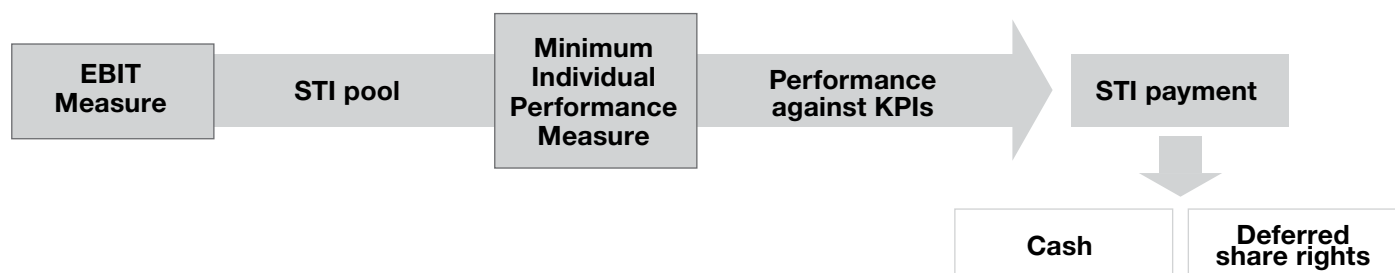 EBIT
Measure
STI pool
Minimum
Individual
Performance
Measure
Performance
against KPIs
STI payment
Cash
Deferred
share rights